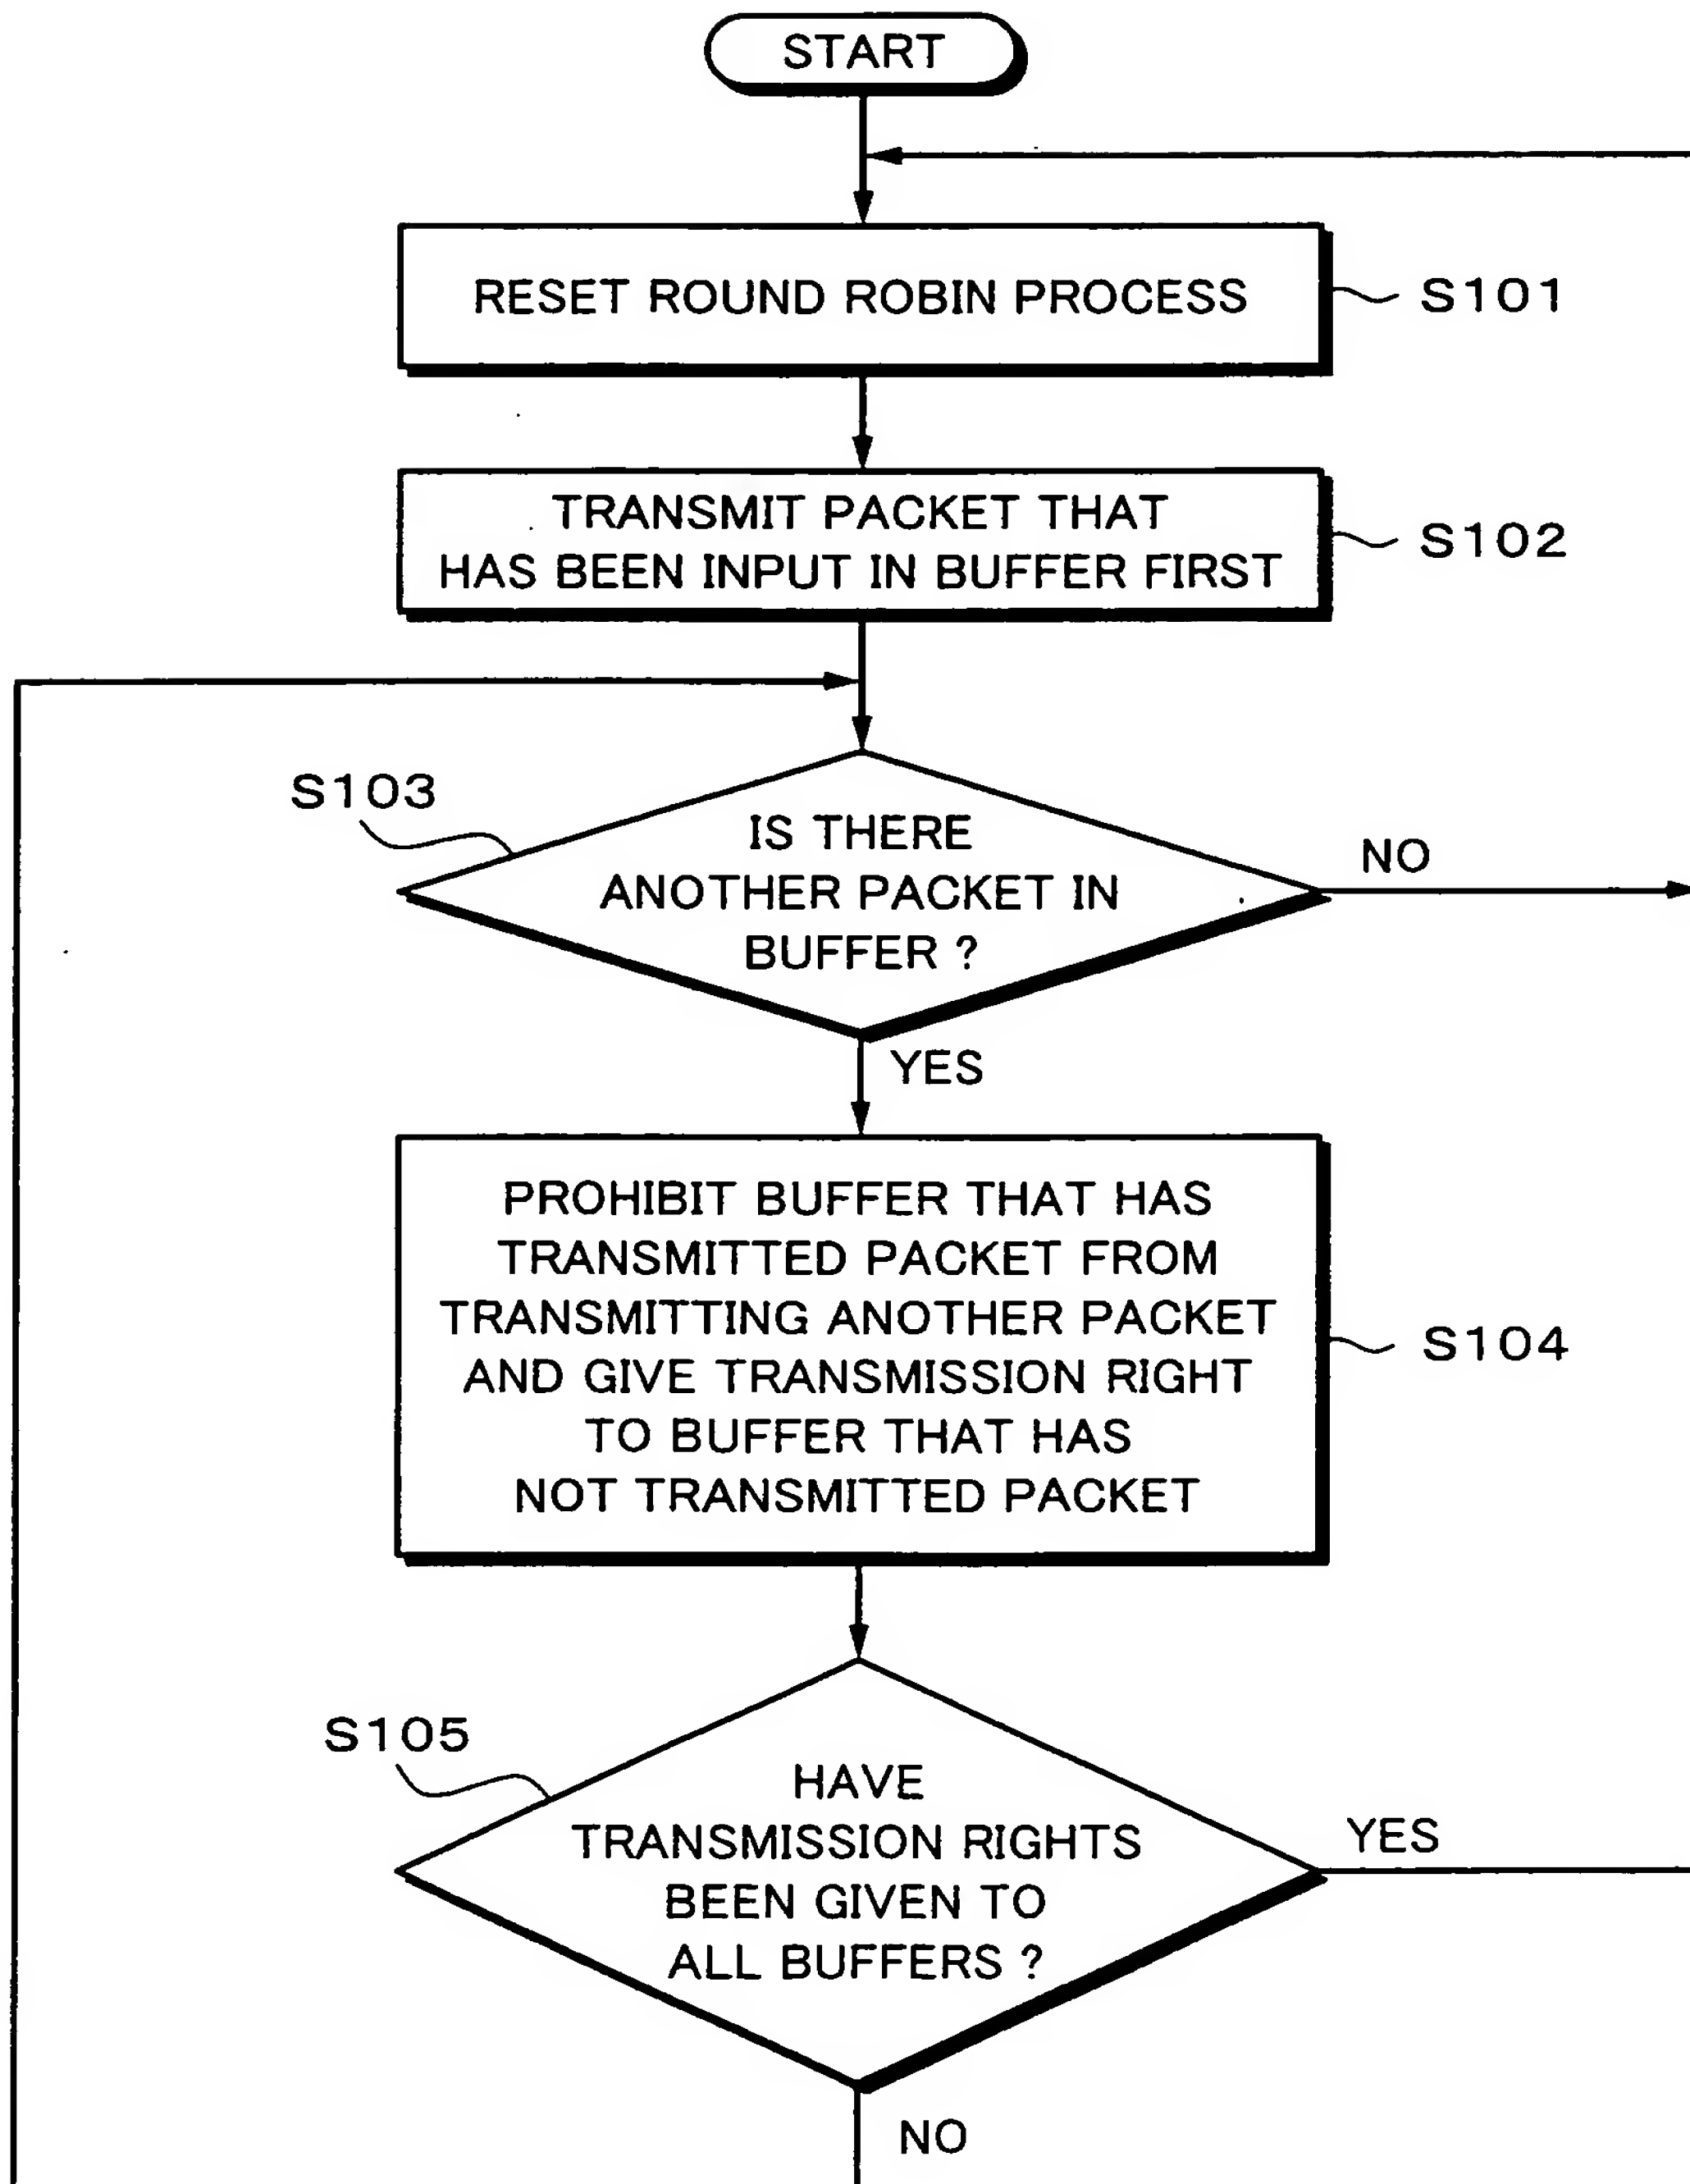 START
RESET ROUND ROBIN PROCESS
S101
TRANSMIT PACKET THAT
HAS BEEN INPUT IN BUFFER FIRST
S102
S103
IS THERE
ANOTHER PACKET IN
BUFFER ?
NO
YES
PROHIBIT BUFFER THAT HAS
TRANSMITTED PACKET FROM
TRANSMITTING ANOTHER PACKET
AND GIVE TRANSMISSION RIGHT
TO BUFFER THAT HAS
NOT TRANSMITTED PACKET
S104
S105
HAVE
TRANSMISSION RIGHTS
BEEN GIVEN TO
ALL BUFFERS ?
YES
NO